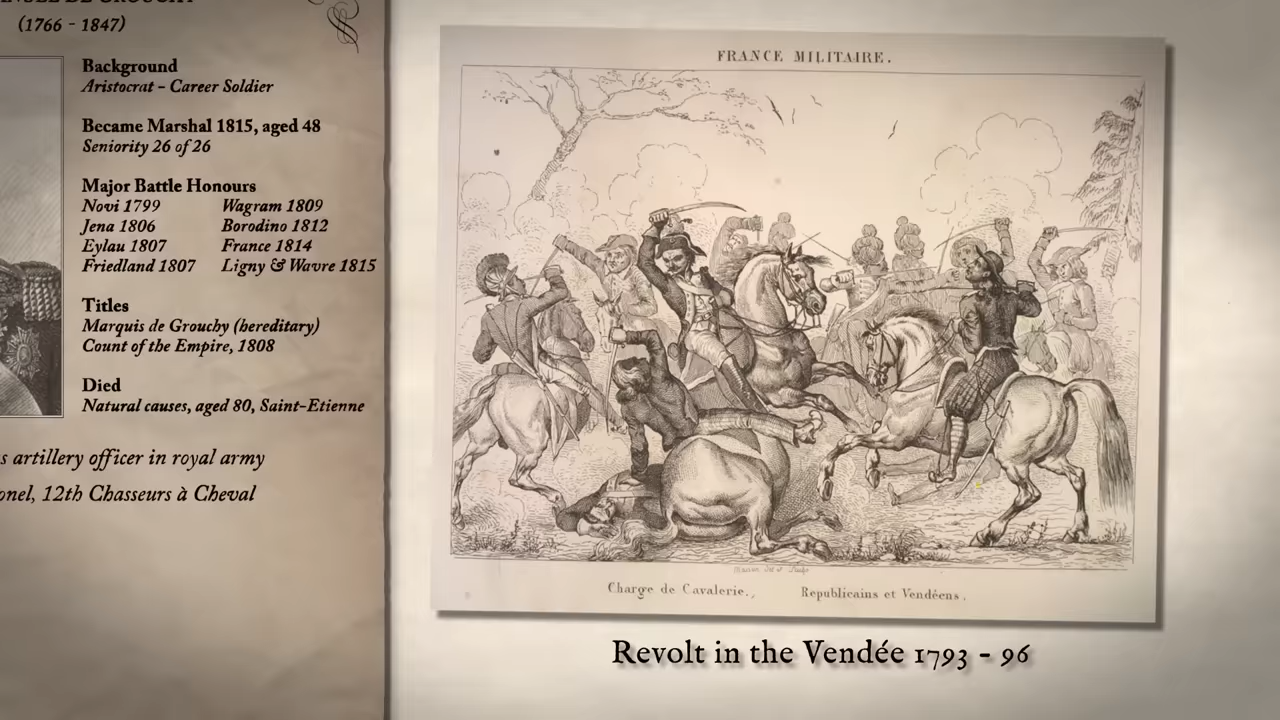 (1766 - 1847)
Background
Aristocrat - Career Soldier
Became Marshal 1815, aged 48
Seniority 26 of 26
Major Battle Honours
Novi 1799 Wagram 1809
Jena 1806 Borodino 1812
Eylau 1807 France 1814
Friedland 1807 Ligny & Wavre 1815
Titles
Marquis de Grouchy (hereditary)
Count of the Empire, 1808
Died
Natural causes, aged 80, Saint-Etienne
artillery officer in royal army
12th Chasseurs à Cheval
FRANCE MILITAIRE.
Charge de Cavalerie., Republicains et Vendéens.
Revolt in the Vendée 1793 - 96